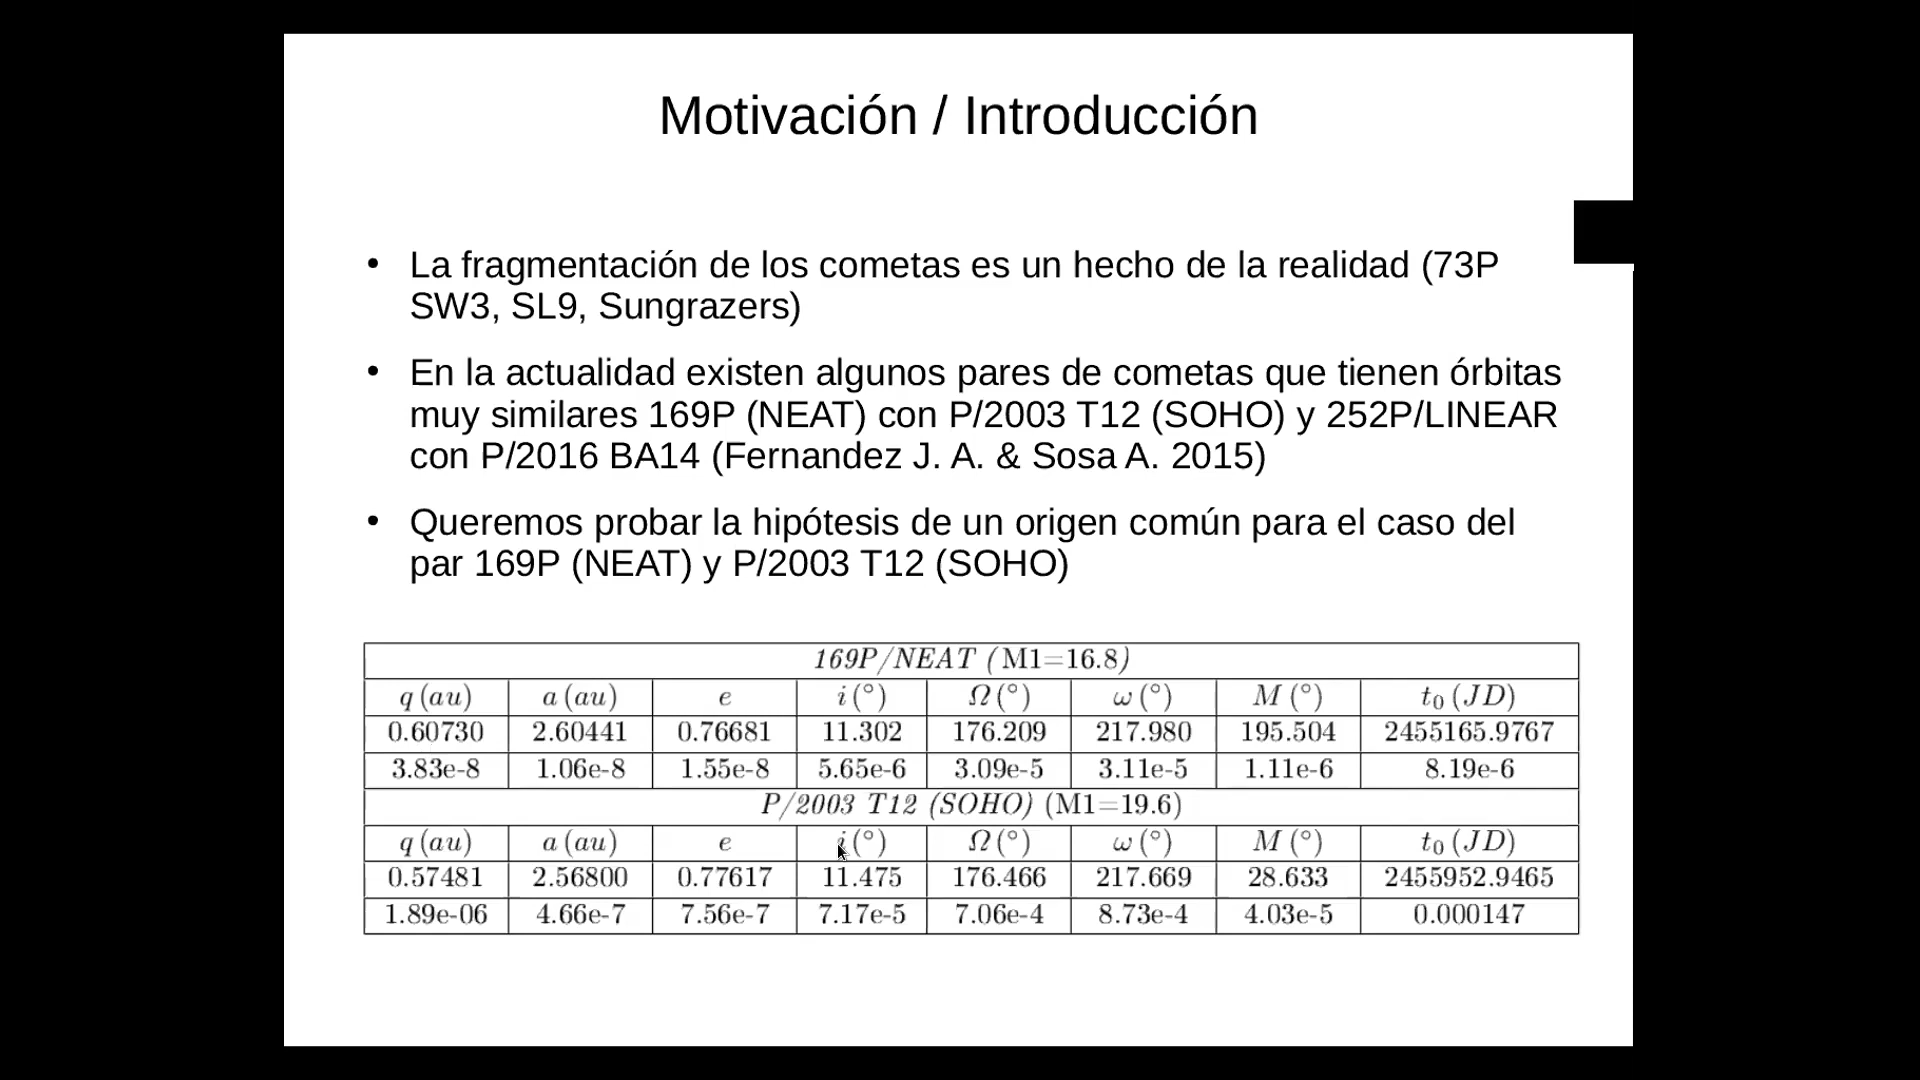 Motivación / Introducción
• La fragmentación de los cometas es un hecho de la realidad (73P
SW3, SL9, Sungrazers)
• En la actualidad existen algunos pares de cometas que tienen órbitas
muy similares 169P (NEAT) con P/2003 T12 (SOHO) y 252P/LINEAR
con P/2016 BA14 (Fernandez J. A. & Sosa A. 2015)
• Queremos probar la hipótesis de un origen común para el caso del
par 169P (NEAT) y P/2003 T12 (SOHO)
169P/NEAT (M1=16.8)
q (au) a (au) e i (°) Ω (°) ω (°) M (°) t₀ (JD)
0.60730 2.60441 0.76681 11.302 176.209 217.980 195.504 2455165.9767
3.83e-8 1.06e-8 1.55e-8 5.65e-6 3.09e-5 3.11e-5 1.11e-6 8.19e-6
P/2003 T12 (SOHO) (M1=19.6)
q (au) a (au) e i (°) Ω (°) ω (°) M (°) t₀ (JD)
0.57481 2.56800 0.77617 11.475 176.466 217.669 28.633 2455952.9465
1.89e-06 4.66e-7 7.56e-7 7.17e-5 7.06e-4 8.73e-4 4.03e-5 0.000147